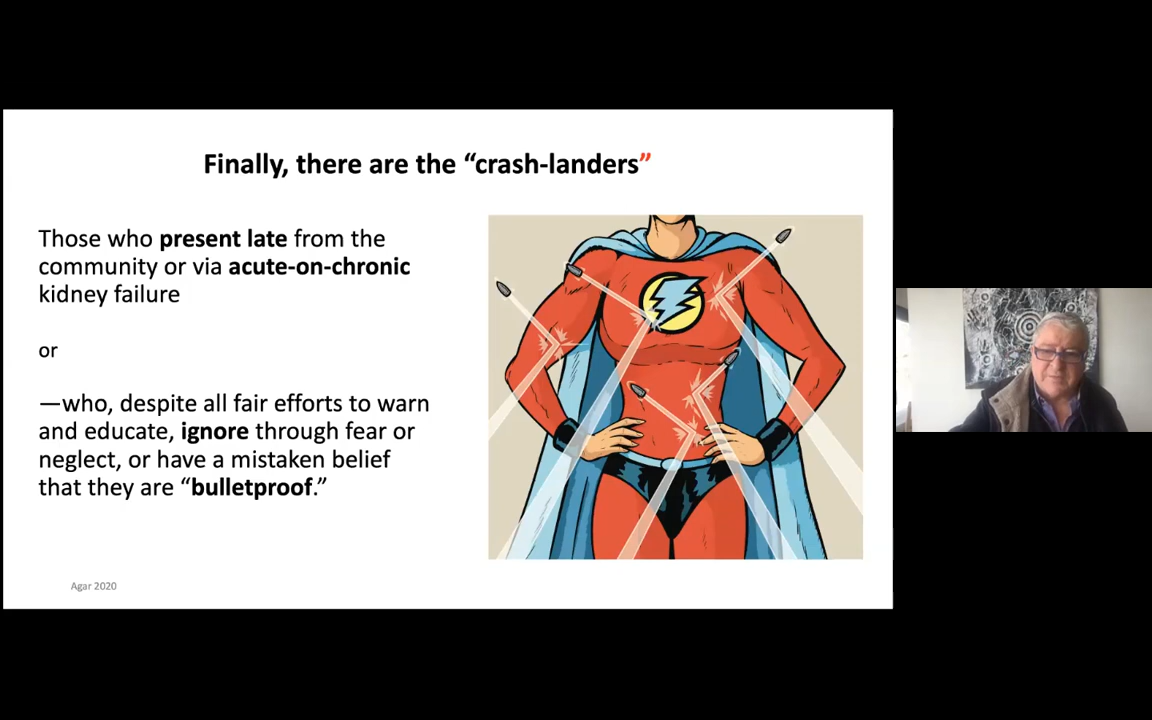 Finally, there are the “crash-landers”
Those who present late from the
community or via acute-on-chronic
kidney failure
or
—who, despite all fair efforts to warn
and educate, ignore through fear or
neglect, or have a mistaken belief
that they are “bulletproof.”
Agar 2020